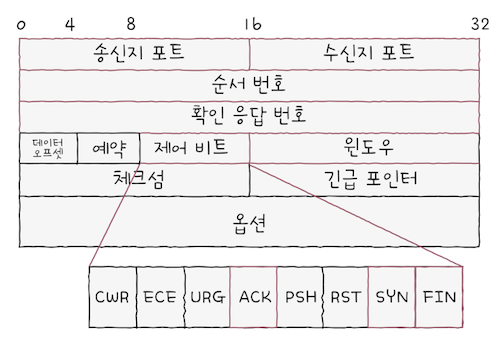 0 4 8 16 32
송신지 포트 수신지 포트
순서 번호
확인 응답 번호
데이터
오프셋 예약 제어 비트 윈도우
체크섬 긴급 포인터
옵션
CWR ECE URG ACK PSH RST SYN FIN